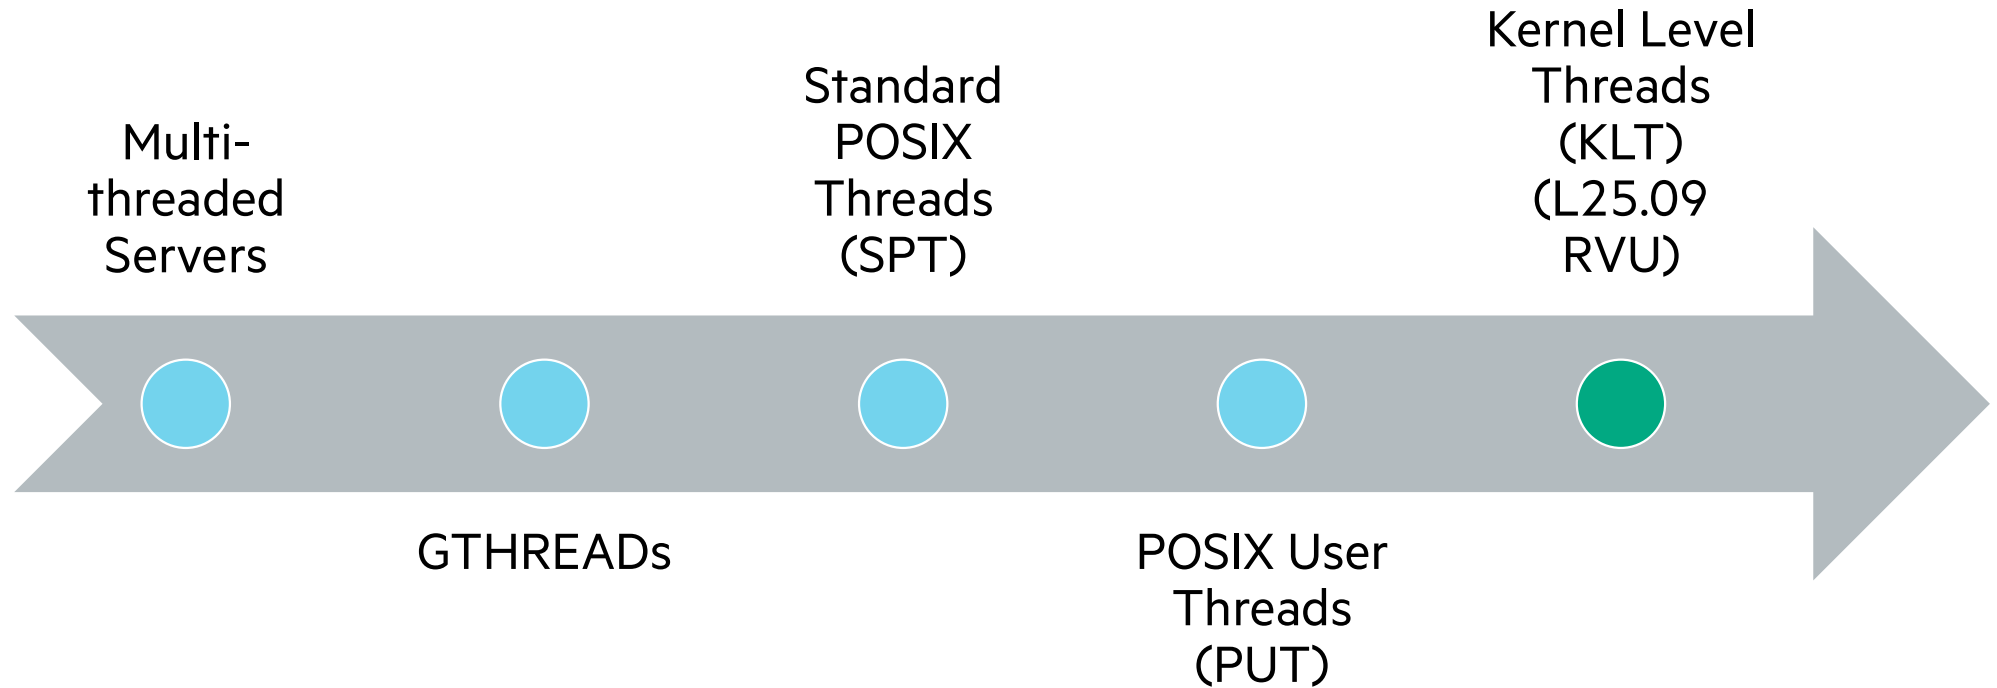 Multi-
threaded
Servers
GTHREADs
Standard
POSIX
Threads
(SPT)
POSIX User
Threads
(PUT)
Kernel Level
Threads
(KLT)
(L25.09
RVU)